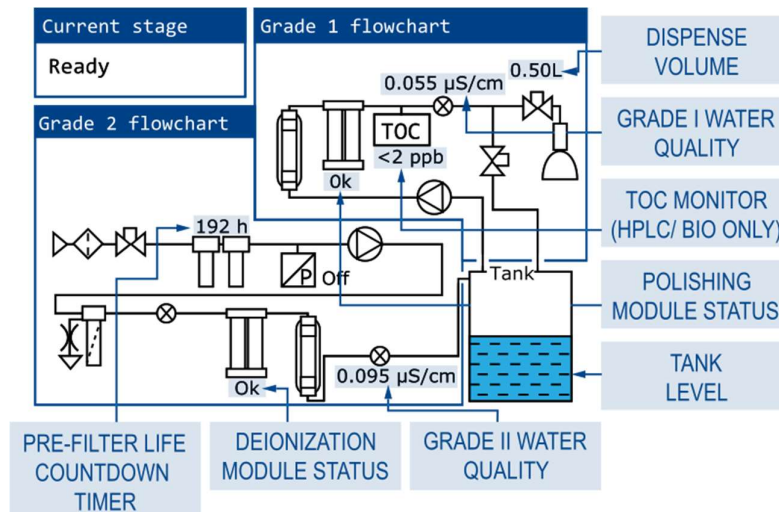 Current stage
Ready
Grade 1 flowchart
0.50L
0.055 µS/cm
TOC
<2 ppb
Ok
Grade 2 flowchart
192 h
P
Off
Tank
Ok
0.095 µS/cm
DISPENSE
VOLUME
GRADE I WATER
QUALITY
TOC MONITOR
(HPLC/ BIO ONLY)
POLISHING
MODULE STATUS
TANK
LEVEL
PRE-FILTER LIFE
COUNTDOWN
TIMER
DEIONIZATION
MODULE STATUS
GRADE II WATER
QUALITY